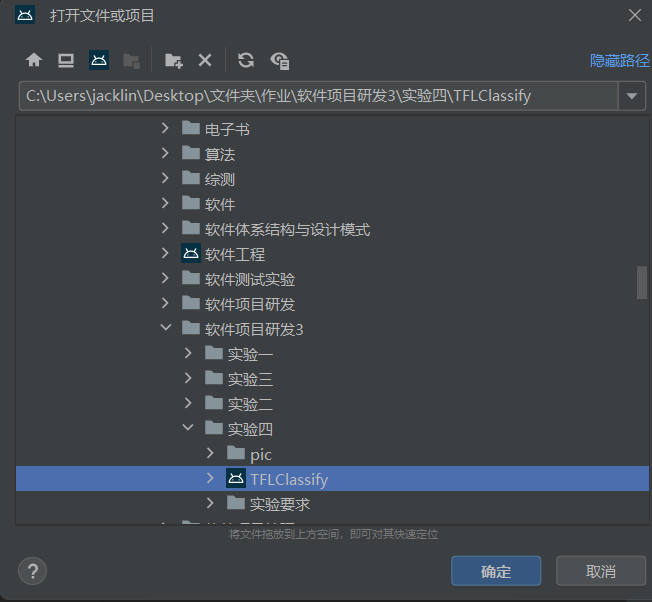 打开文件或项目
隐藏路径
C:\Users\jacklin\Desktop\文件夹\作业\软件项目研发3\实验四\TFLClassify
电子书
算法
综测
软件
软件体系结构与设计模式
软件工程
软件测试实验
软件项目研发
软件项目研发3
实验一
实验三
实验二
实验四
pic
TFLClassify
实验要求
将文件拖放到上方空间，即可对其快速定位
?
确定
取消